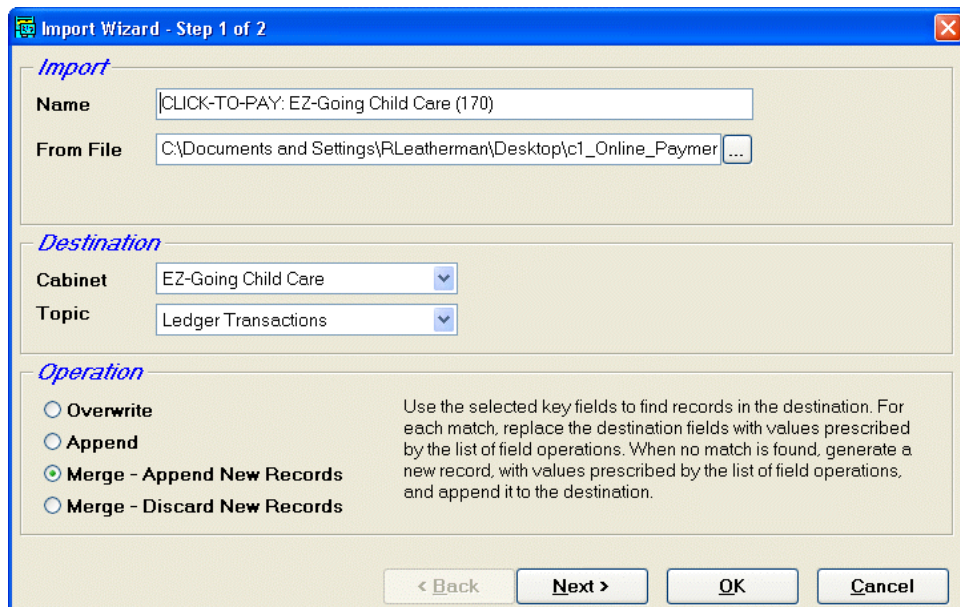 Import Wizard - Step 1 of 2
Import
Name CLICK-TO-PAY: EZ-Going Child Care (170)
From File C:\Documents and Settings\RLeatherman\Desktop\c1_Online_Paymer ...
Destination
Cabinet EZ-Going Child Care
Topic Ledger Transactions
Operation
Overwrite
Append
Merge - Append New Records
Merge - Discard New Records
Use the selected key fields to find records in the destination. For
each match, replace the destination fields with values prescribed
by the list of field operations. When no match is found, generate a
new record, with values prescribed by the list of field operations,
and append it to the destination.
< Back Next > OK Cancel